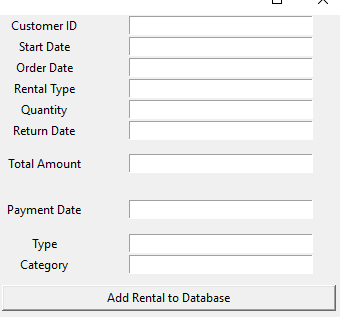 Customer ID
Start Date
Order Date
Rental Type
Quantity
Return Date
Total Amount
Payment Date
Type
Category
Add Rental to Database